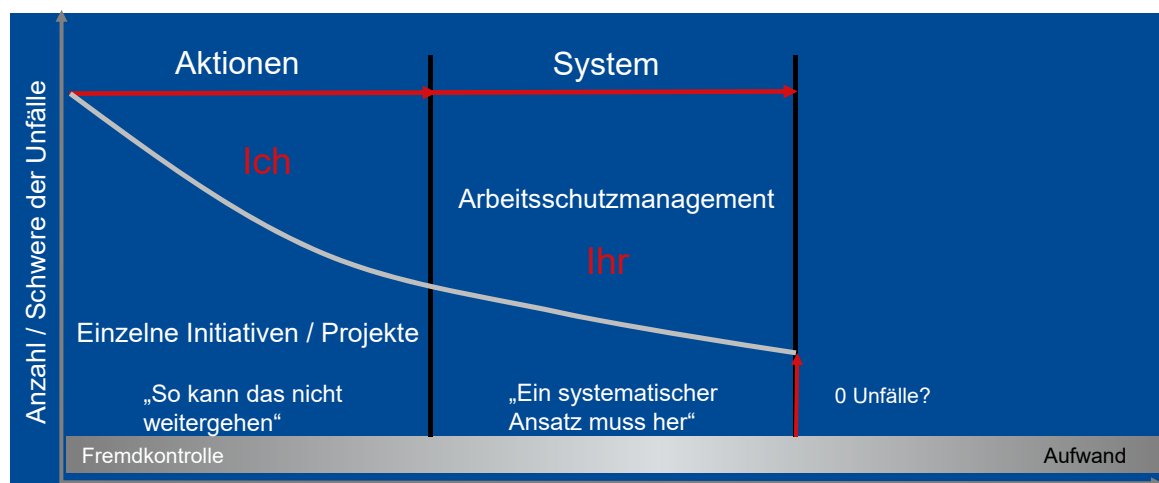 Aktionen
System
Anzahl / Schwere der Unfälle
Ich
Arbeitsschutzmanagement
Ihr
Einzelne Initiativen / Projekte
„So kann das nicht
weitergehen“
„Ein systematischer
Ansatz muss her“
0 Unfälle?
Fremdkontrolle
Aufwand